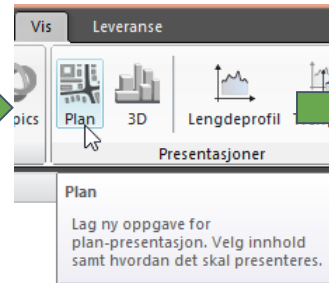 Vis Leveranse
Plan 3D Lengdeprofil
Presentasjoner
Plan
Lag ny oppgave for
plan-presentasjon. Velg innhold
samt hvordan det skal presenteres.